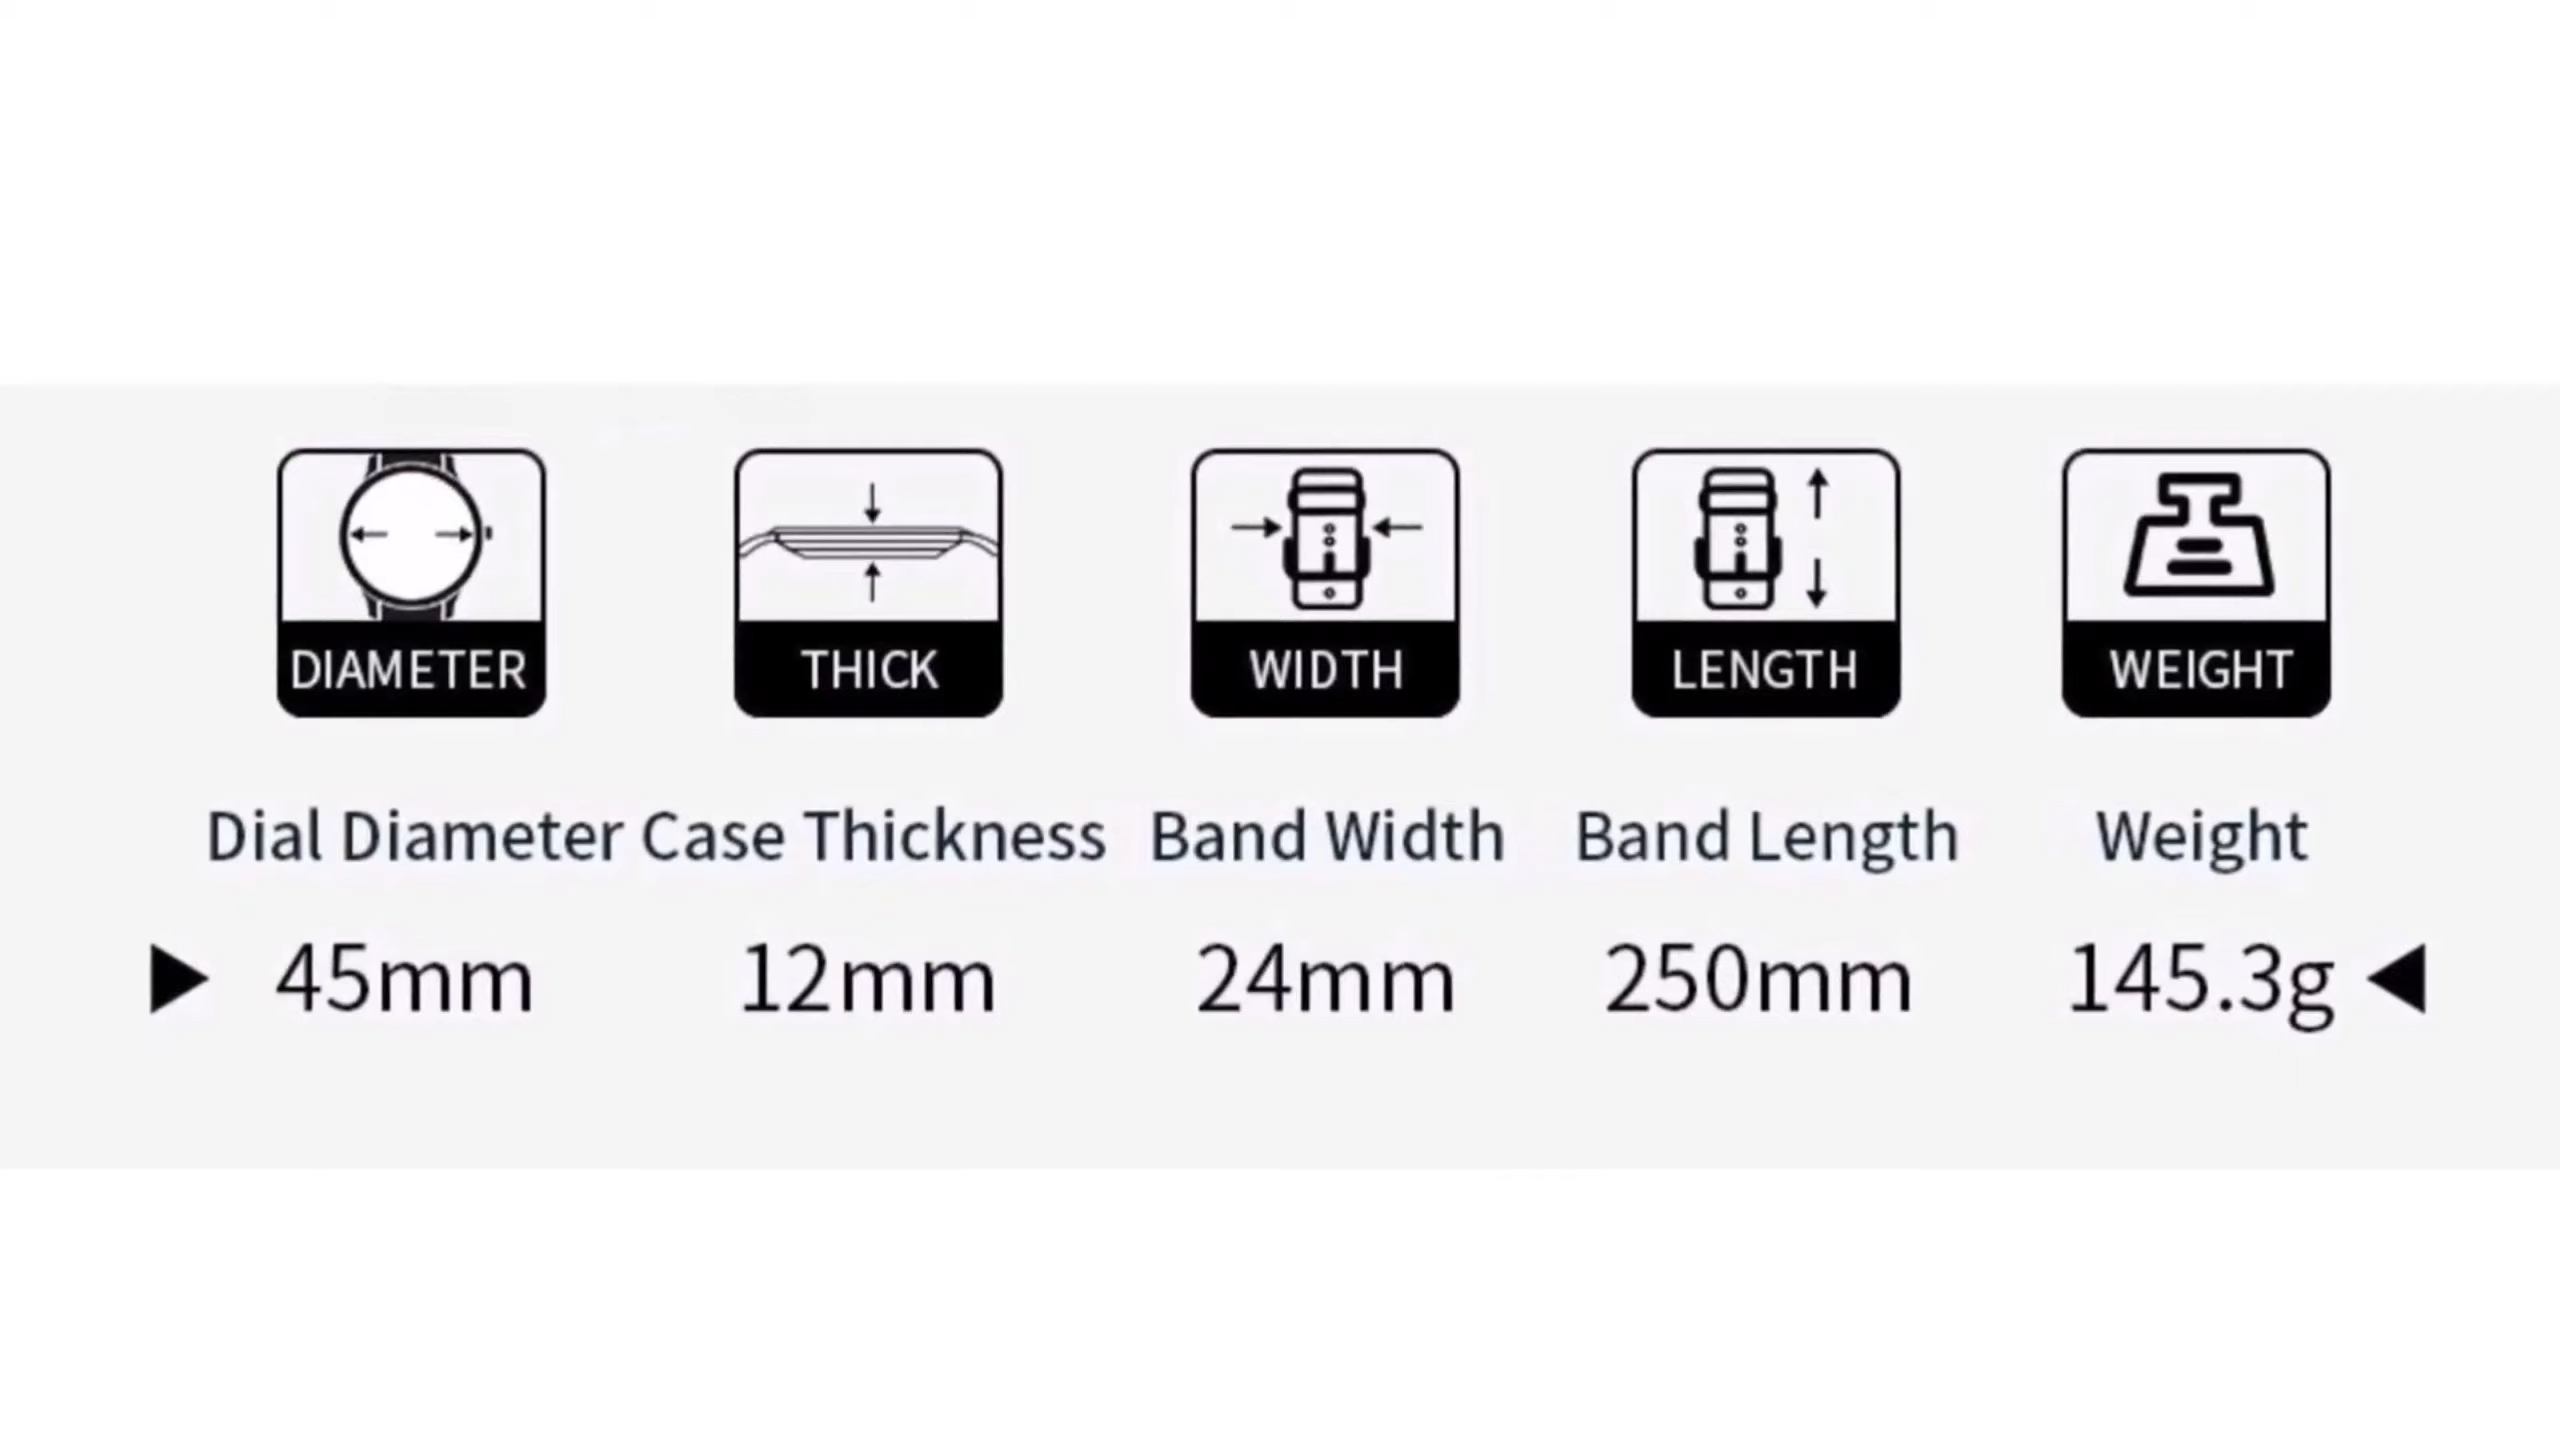 DIAMETER THICK WIDTH LENGTH WEIGHT
Dial Diameter Case Thickness Band Width Band Length Weight
45mm 12mm 24mm 250mm 145.3g